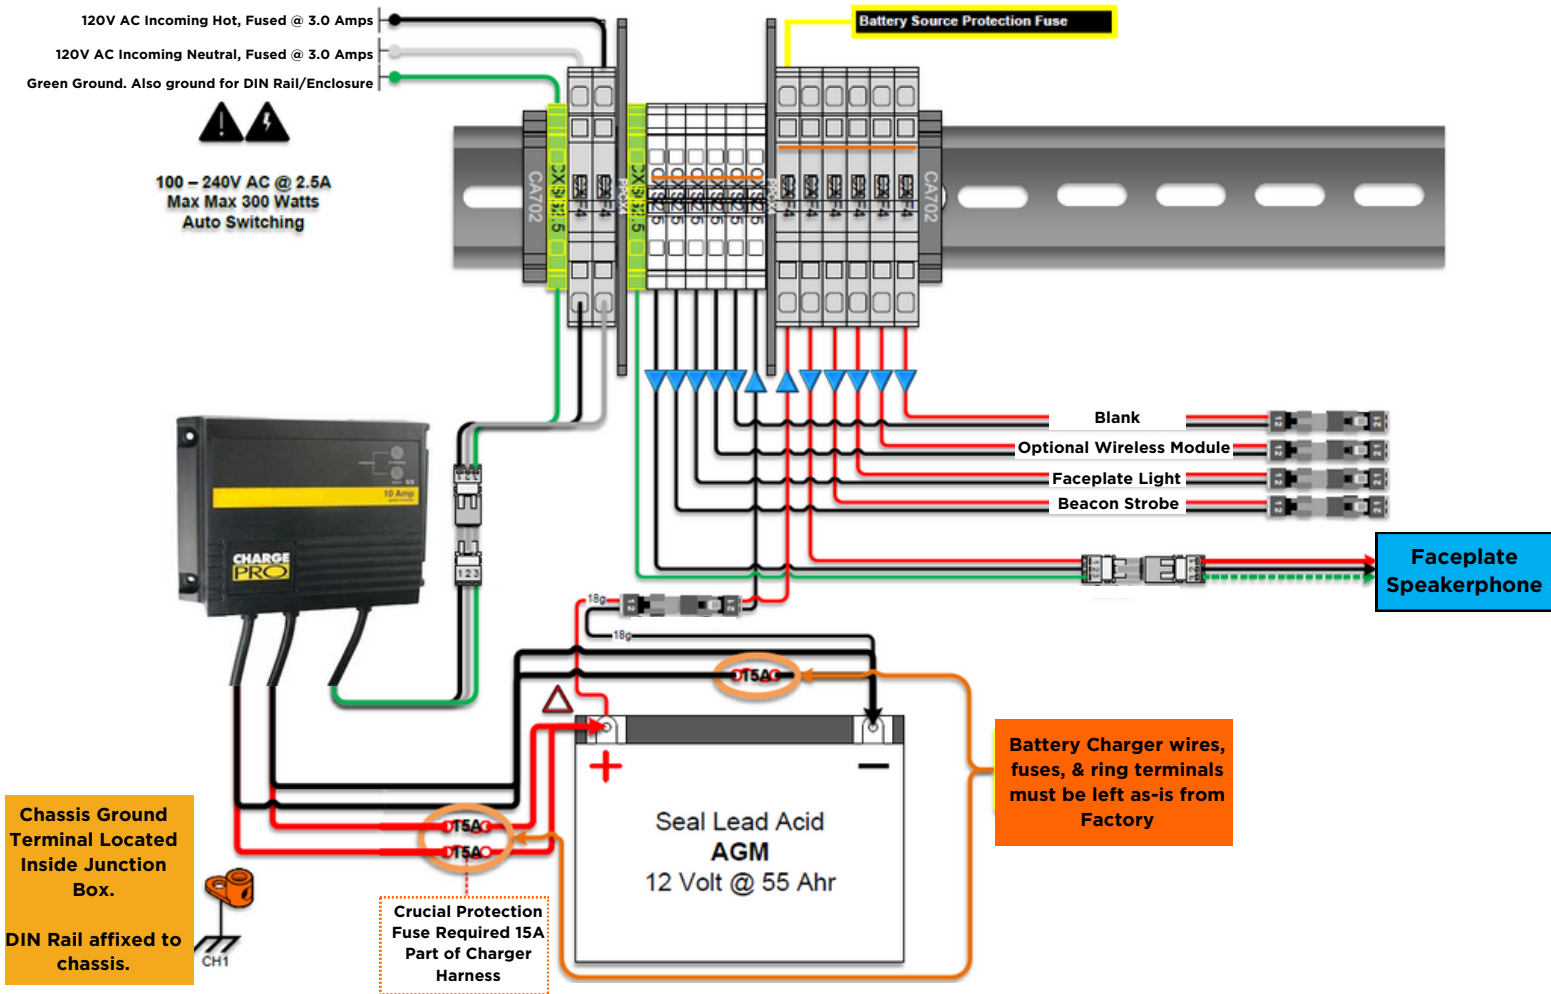 120V AC Incoming Hot, Fused @ 3.0 Amps
120V AC Incoming Neutral, Fused @ 3.0 Amps
Green Ground. Also ground for DIN Rail/Enclosure
100 – 240V AC @ 2.5A
Max Max 300 Watts
Auto Switching
Battery Source Protection Fuse
CA702
CA702
Blank
Optional Wireless Module
Faceplate Light
Beacon Strobe
Faceplate
Speakerphone
10 Amp
CHARGE
PRO
1 2 3
18g
18g
15A
15A
15A
Battery Charger wires,
fuses, & ring terminals
must be left as-is from
Factory
+
−
Seal Lead Acid
AGM
12 Volt @ 55 Ahr
Chassis Ground
Terminal Located
Inside Junction
Box.
DIN Rail affixed to
chassis.
CH1
Crucial Protection
Fuse Required 15A
Part of Charger
Harness